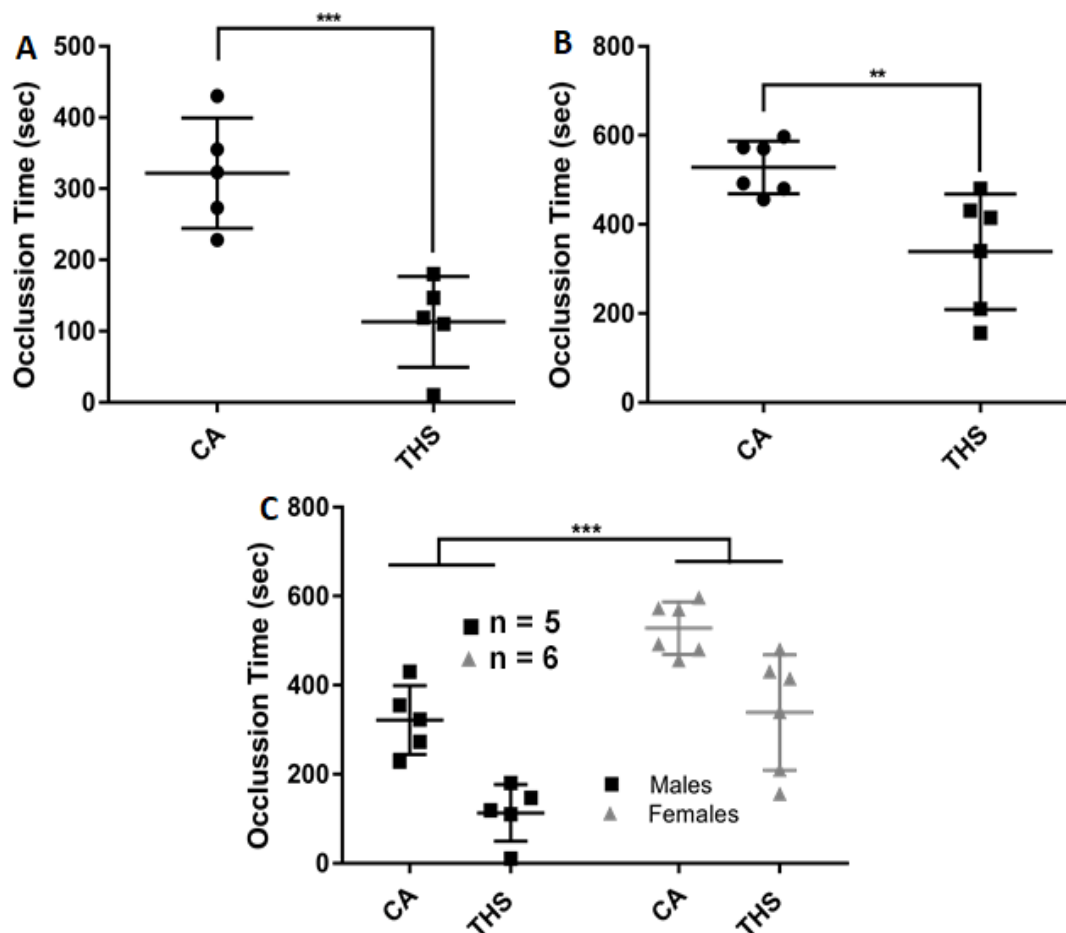 A
Occlussion Time (sec)
500
400
300
200
100
0
***
CA
THS
B
Occlussion Time (sec)
800
600
400
200
0
**
CA
THS
C
Occlussion Time (sec)
800
600
400
200
0
***
n = 5
n = 6
Males
Females
CA
THS
CA
THS